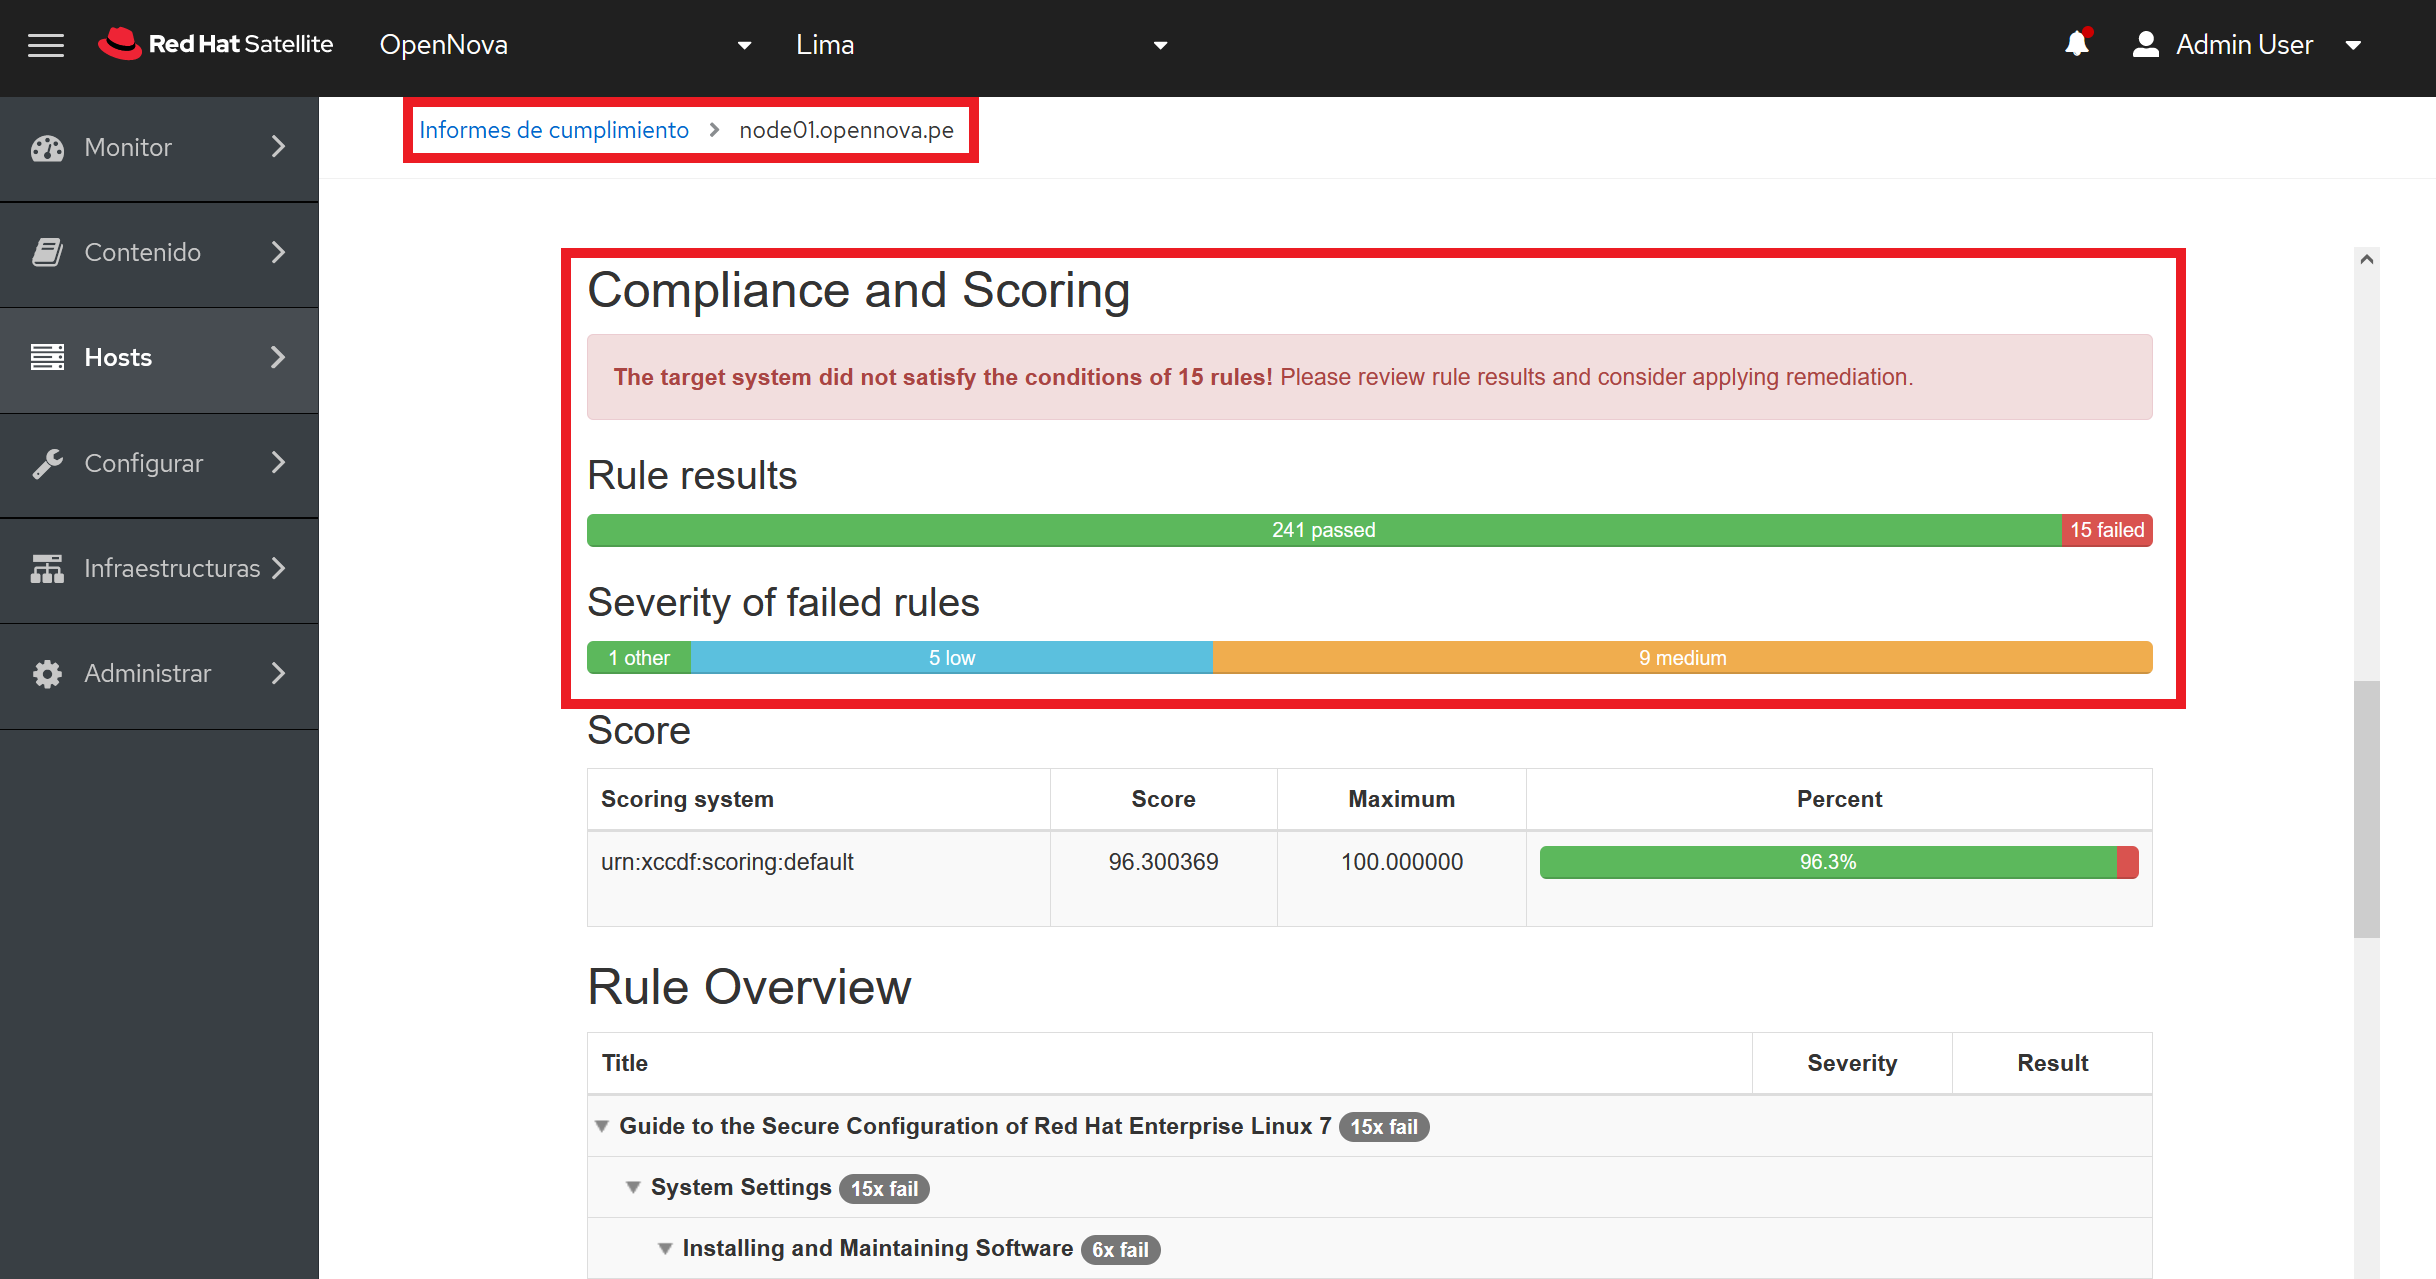 Red Hat Satellite OpenNova Lima Admin User
Informes de cumplimiento > node01.opennova.pe
Monitor
Contenido
Hosts
Configurar
Infraestructuras
Administrar
Compliance and Scoring
The target system did not satisfy the conditions of 15 rules! Please review rule results and consider applying remediation.
Rule results
241 passed 15 failed
Severity of failed rules
1 other 5 low 9 medium
Score
Scoring system Score Maximum Percent
urn:xccdf:scoring:default 96.300369 100.000000 96.3%
Rule Overview
Title Severity Result
Guide to the Secure Configuration of Red Hat Enterprise Linux 7 15x fail
System Settings 15x fail
Installing and Maintaining Software 6x fail